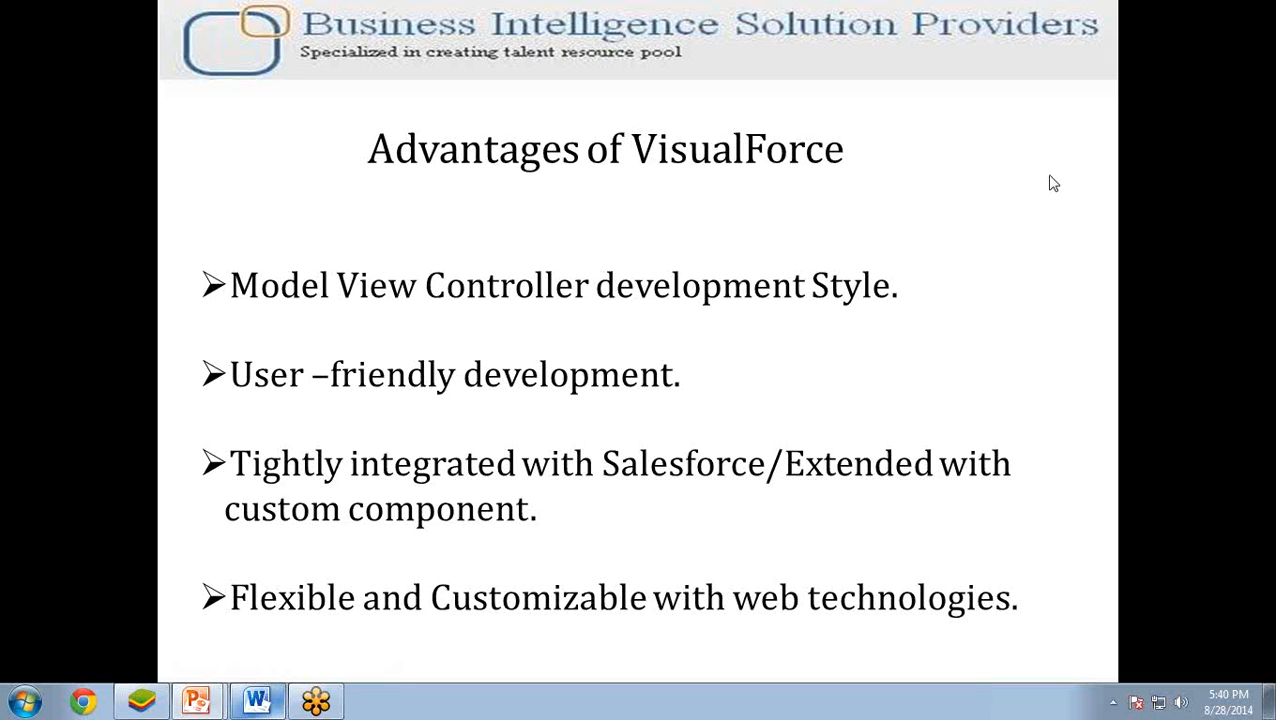 Business Intelligence Solution Providers
Specialized in creating talent resource pool
Advantages of VisualForce
➢Model View Controller development Style.
➢User –friendly development.
➢Tightly integrated with Salesforce/Extended with
custom component.
➢Flexible and Customizable with web technologies.
5:40 PM
8/28/2014